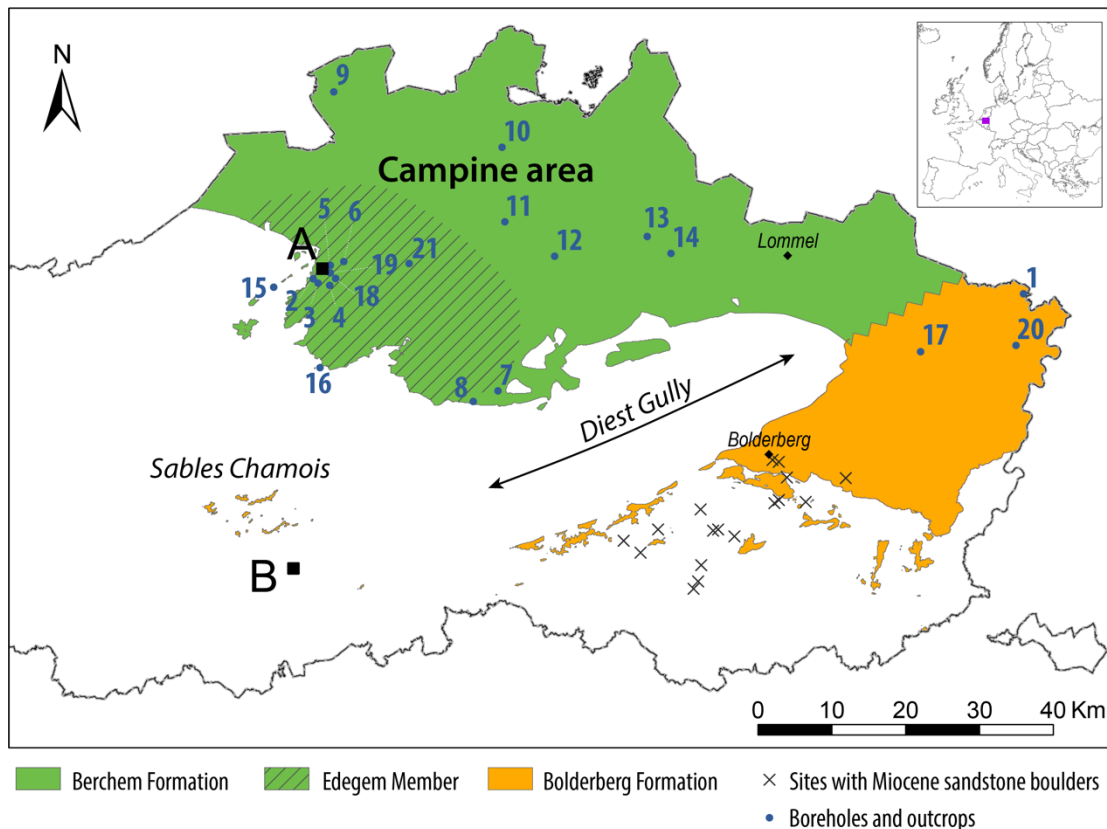 N
9
10
Campine area
5
6
11
13
A
21
12
14
Lommel
19
15
2
18
1
3
4
17
20
16
8
7
Diest Gully
Bolderberg
Sables Chamois
B
0 10 20 30 40 Km
Berchem Formation
Edegem Member
Bolderberg Formation
Sites with Miocene sandstone boulders
Boreholes and outcrops